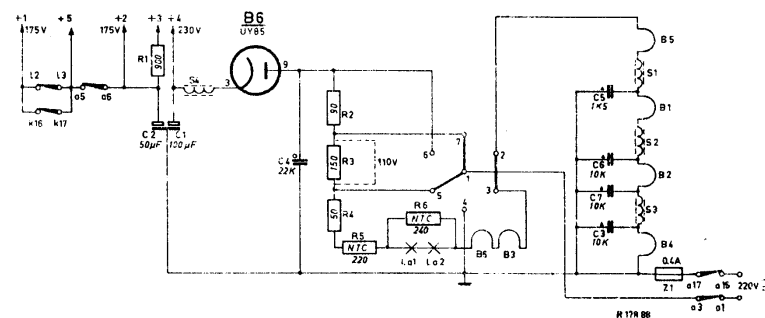 +1 +5 +2 +3 +4
175V 175V 230V
B6
UY85
R1
900
S4
3
9
l2 l3
a5 a6
k16 k17
C2
50µF
C1
100µF
C4
22K
R2
90
R3
150
110V
R4
50
R5
NTC
220
R6
NTC
240
La1 La2
6
7
1
5
4
2
3
B5 B3
B5
S1
C5
1K5
B1
S2
C6
10K
B2
C7
10K
S3
C3
10K
B4
0.4A
Z1
a17 a16
220V
a3 a1
R 178 88